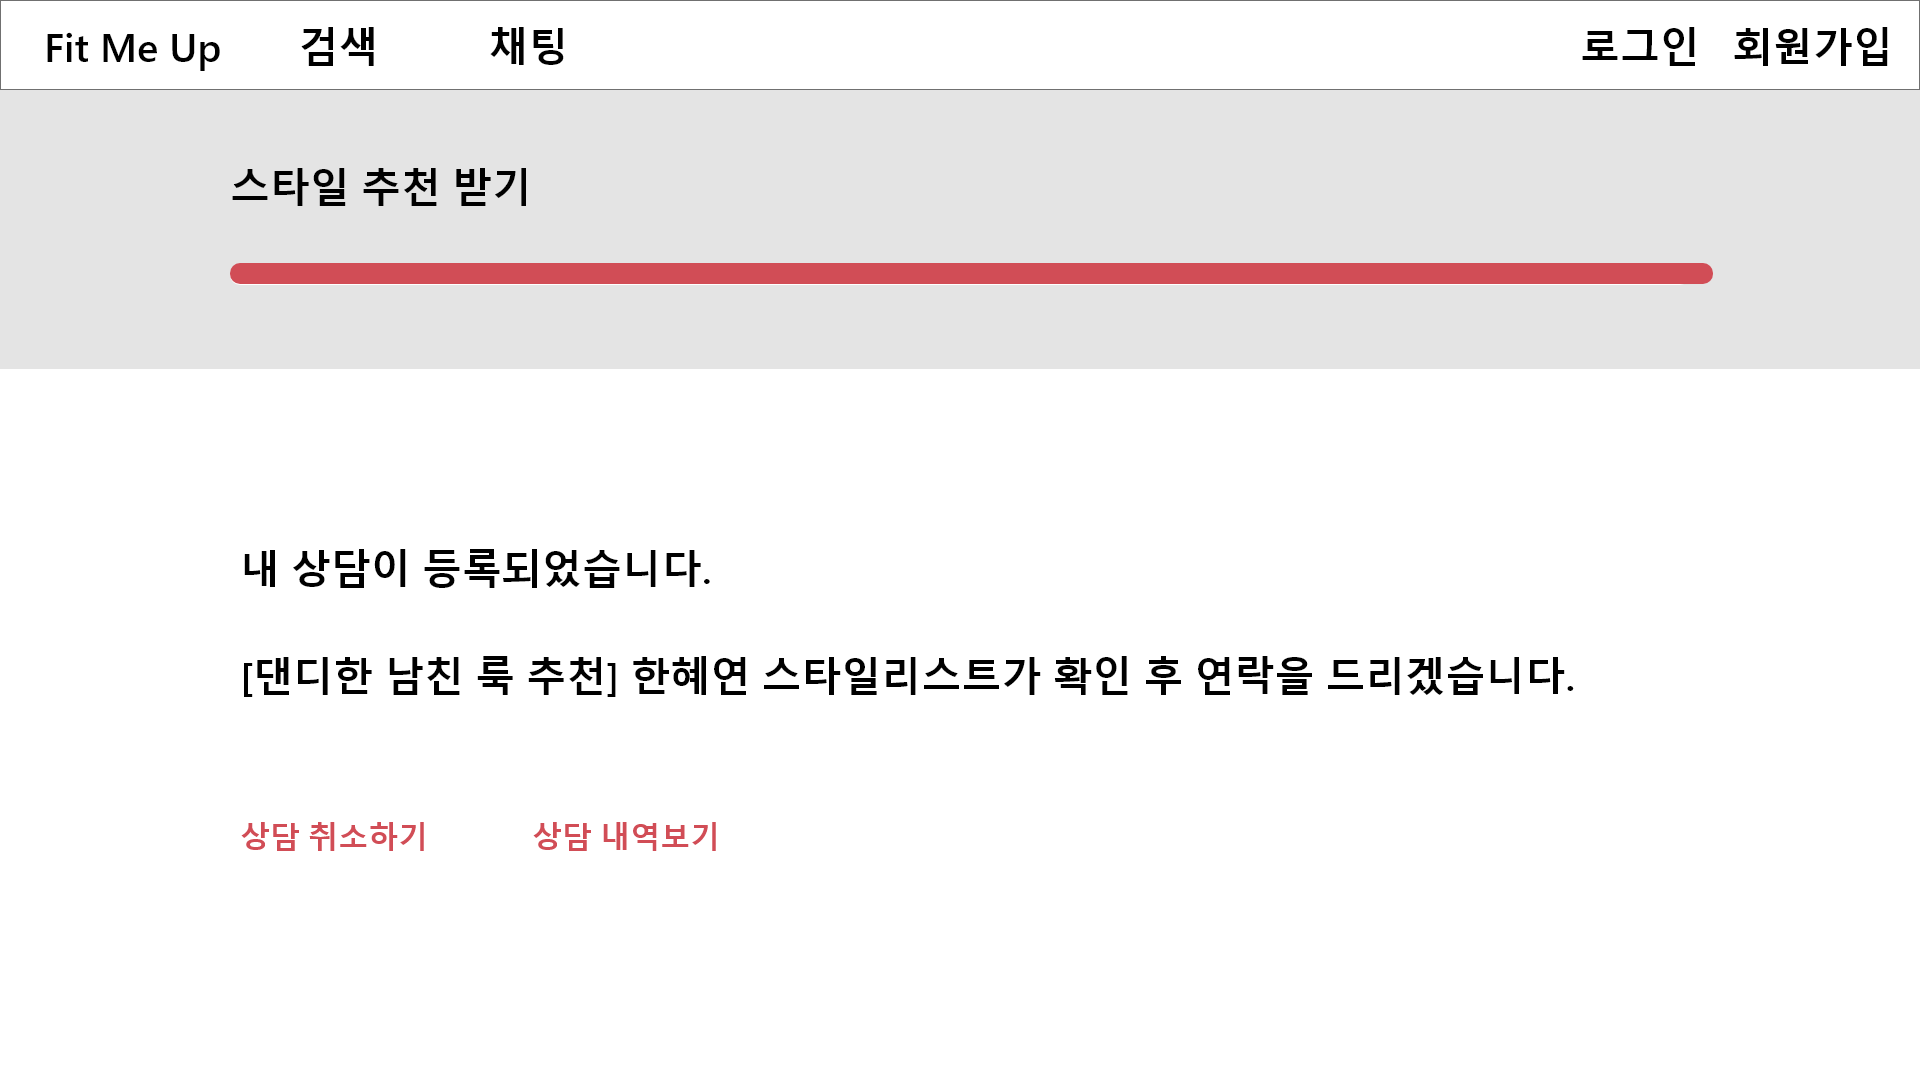 Fit Me Up 검색 채팅 로그인 회원가입
스타일 추천 받기
내 상담이 등록되었습니다.
[댄디한 남친 룩 추천] 한혜연 스타일리스트가 확인 후 연락을 드리겠습니다.
상담 취소하기 상담 내역보기